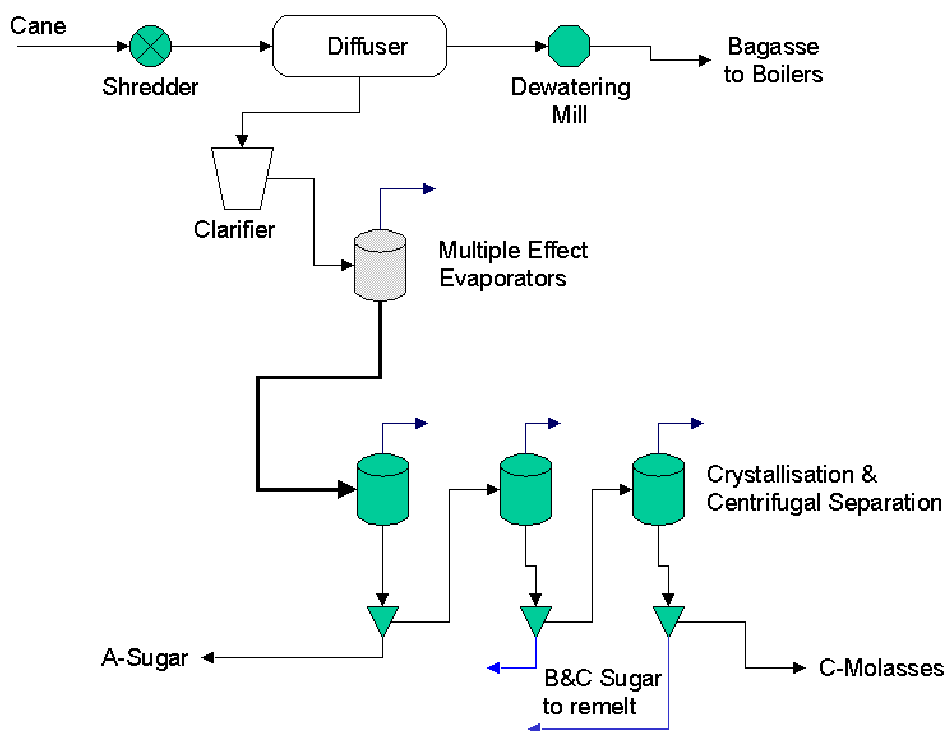 Cane
Diffuser
Bagasse
to Boilers
Shredder
Dewatering
Mill
Clarifier
Multiple Effect
Evaporators
Crystallisation &
Centrifugal Separation
A-Sugar
B&C Sugar
to remelt
C-Molasses